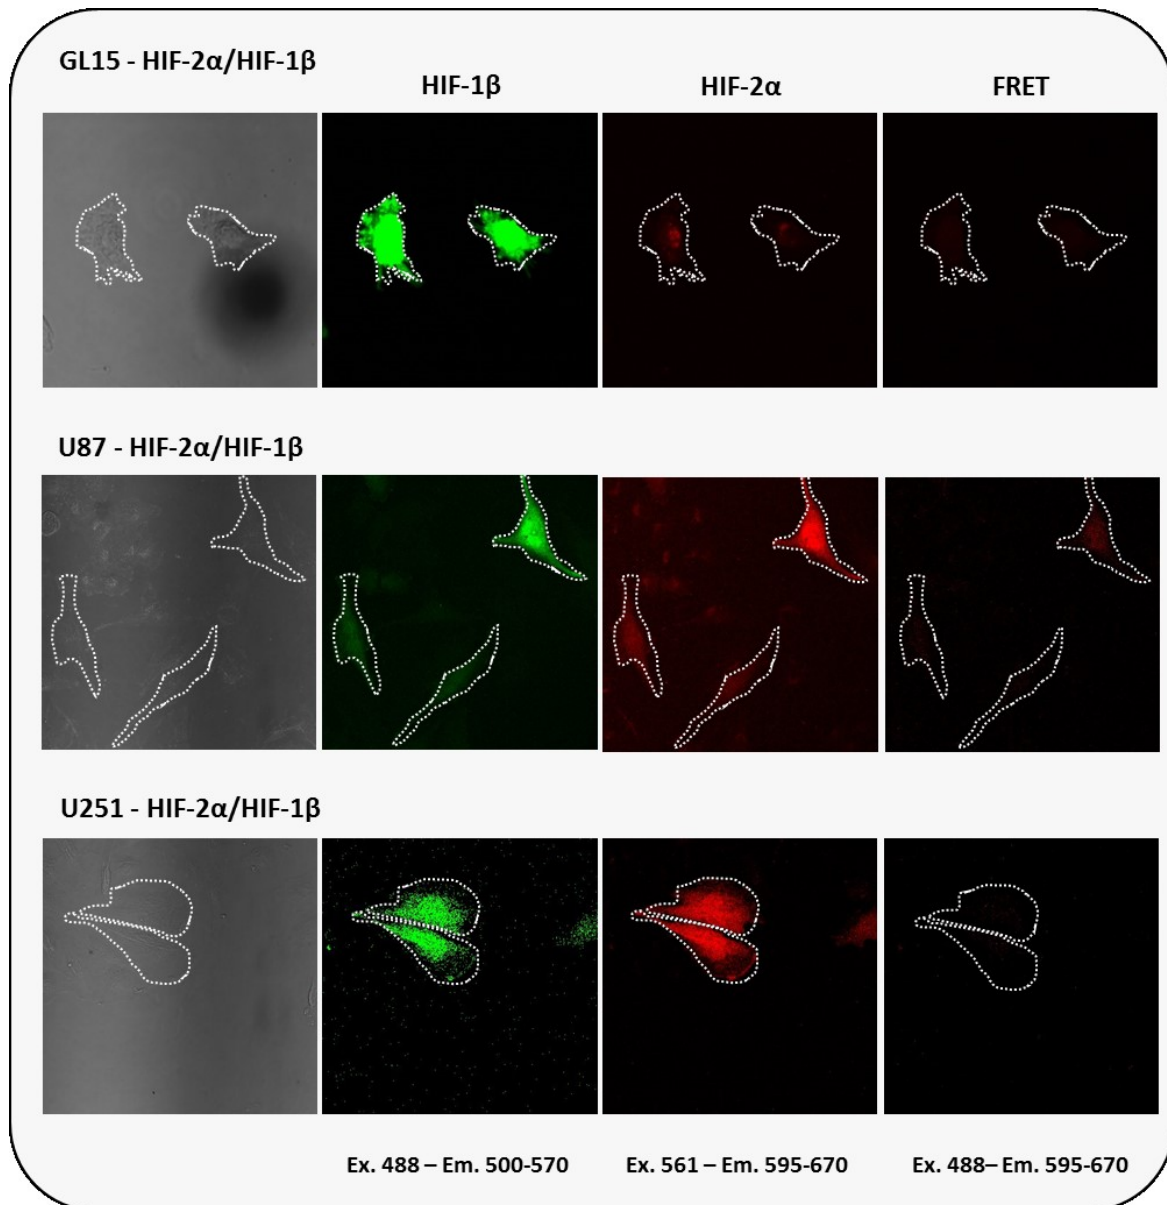 GL15 - HIF-2α/HIF-1β
HIF-1β HIF-2α FRET
U87 - HIF-2α/HIF-1β
U251 - HIF-2α/HIF-1β
Ex. 488 – Em. 500-570 Ex. 561 – Em. 595-670 Ex. 488– Em. 595-670